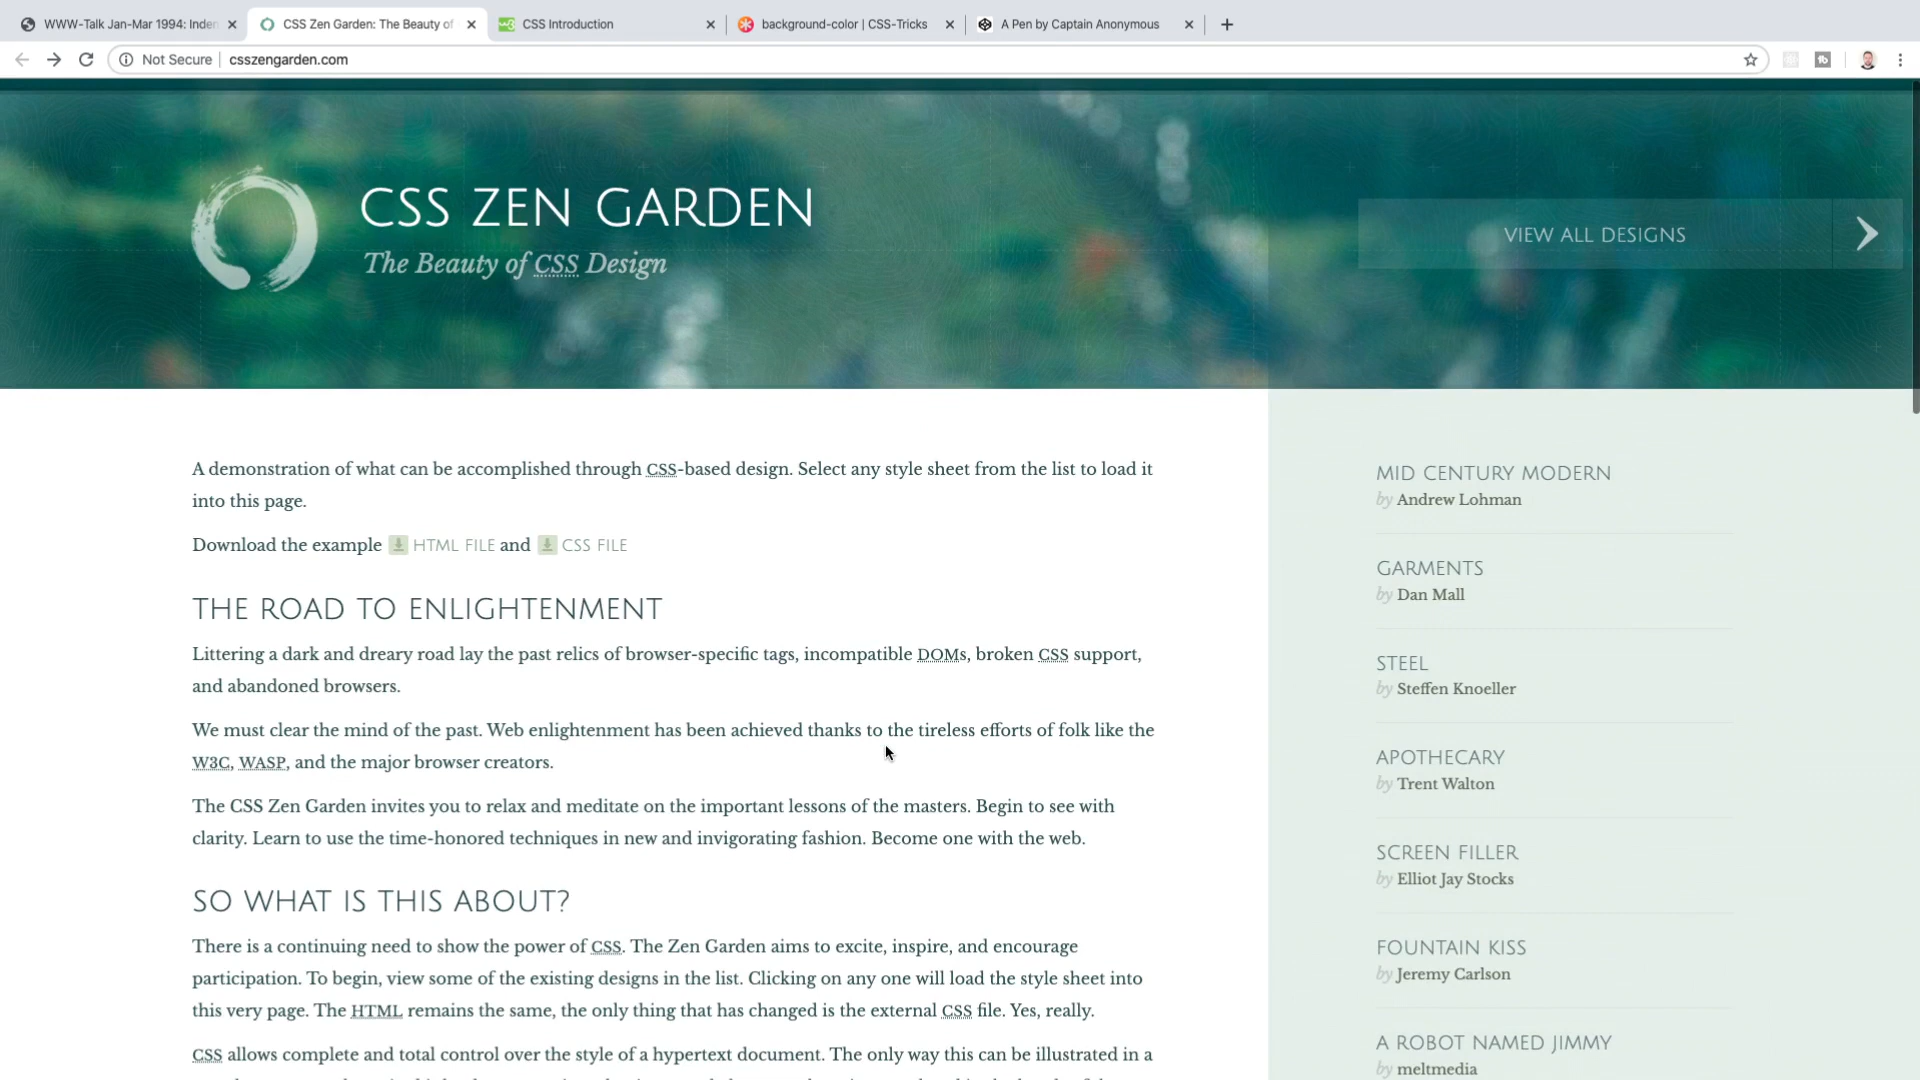 WWW-Talk Jan-Mar 1994: Inden
CSS Zen Garden: The Beauty of
CSS Introduction
background-color | CSS-Tricks
A Pen by Captain Anonymous
Not Secure
csszengarden.com
CSS ZEN GARDEN
The Beauty of CSS Design
VIEW ALL DESIGNS
A demonstration of what can be accomplished through CSS-based design. Select any style sheet from the list to load it
into this page.
Download the example HTML FILE and CSS FILE
THE ROAD TO ENLIGHTENMENT
Littering a dark and dreary road lay the past relics of browser-specific tags, incompatible DOMs, broken CSS support,
and abandoned browsers.
We must clear the mind of the past. Web enlightenment has been achieved thanks to the tireless efforts of folk like the
W3C, WASP, and the major browser creators.
The CSS Zen Garden invites you to relax and meditate on the important lessons of the masters. Begin to see with
clarity. Learn to use the time-honored techniques in new and invigorating fashion. Become one with the web.
SO WHAT IS THIS ABOUT?
There is a continuing need to show the power of CSS. The Zen Garden aims to excite, inspire, and encourage
participation. To begin, view some of the existing designs in the list. Clicking on any one will load the style sheet into
this very page. The HTML remains the same, the only thing that has changed is the external CSS file. Yes, really.
CSS allows complete and total control over the style of a hypertext document. The only way this can be illustrated in a
MID CENTURY MODERN
by Andrew Lohman
GARMENTS
by Dan Mall
STEEL
by Steffen Knoeller
APOTHECARY
by Trent Walton
SCREEN FILLER
by Elliot Jay Stocks
FOUNTAIN KISS
by Jeremy Carlson
A ROBOT NAMED JIMMY
by meltmedia